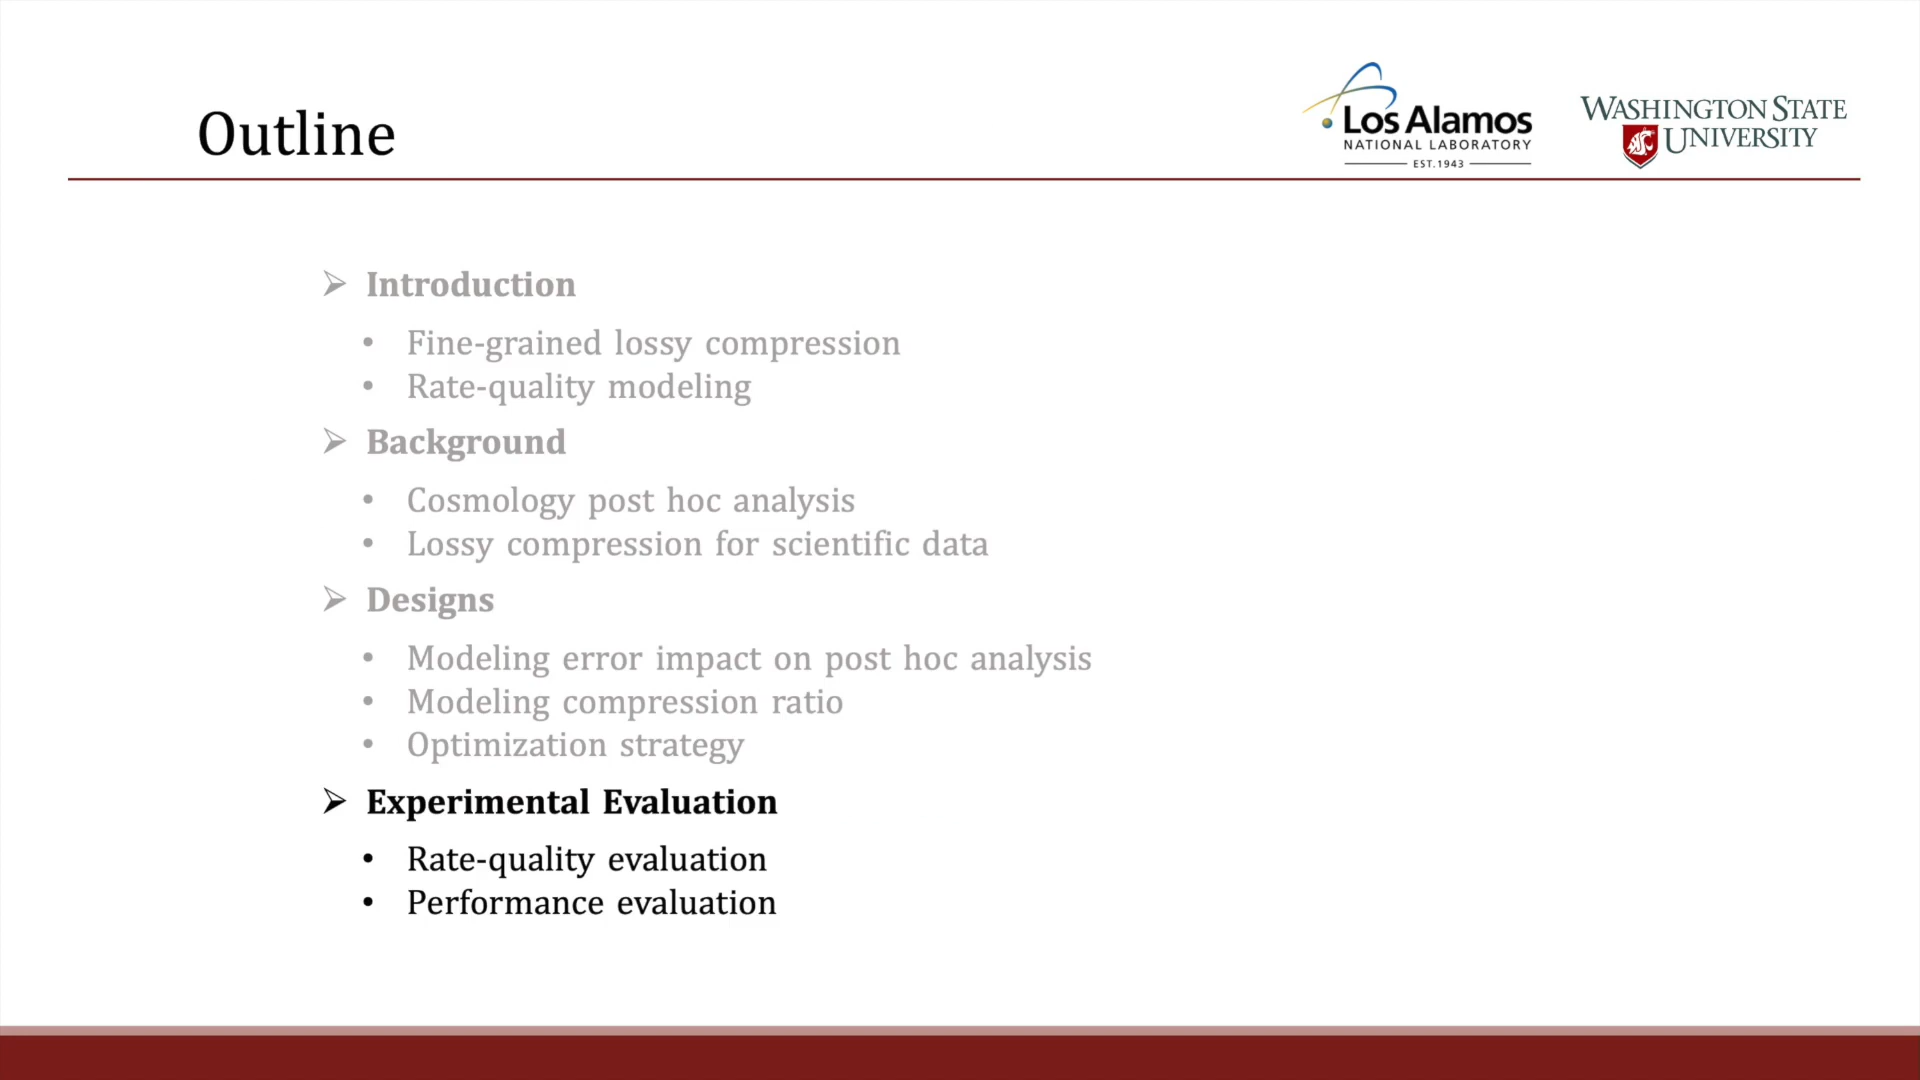 Outline
Los Alamos
NATIONAL LABORATORY
EST.1943
WASHINGTON STATE
UNIVERSITY
➢ Introduction
• Fine-grained lossy compression
• Rate-quality modeling
➢ Background
• Cosmology post hoc analysis
• Lossy compression for scientific data
➢ Designs
• Modeling error impact on post hoc analysis
• Modeling compression ratio
• Optimization strategy
➢ Experimental Evaluation
• Rate-quality evaluation
• Performance evaluation